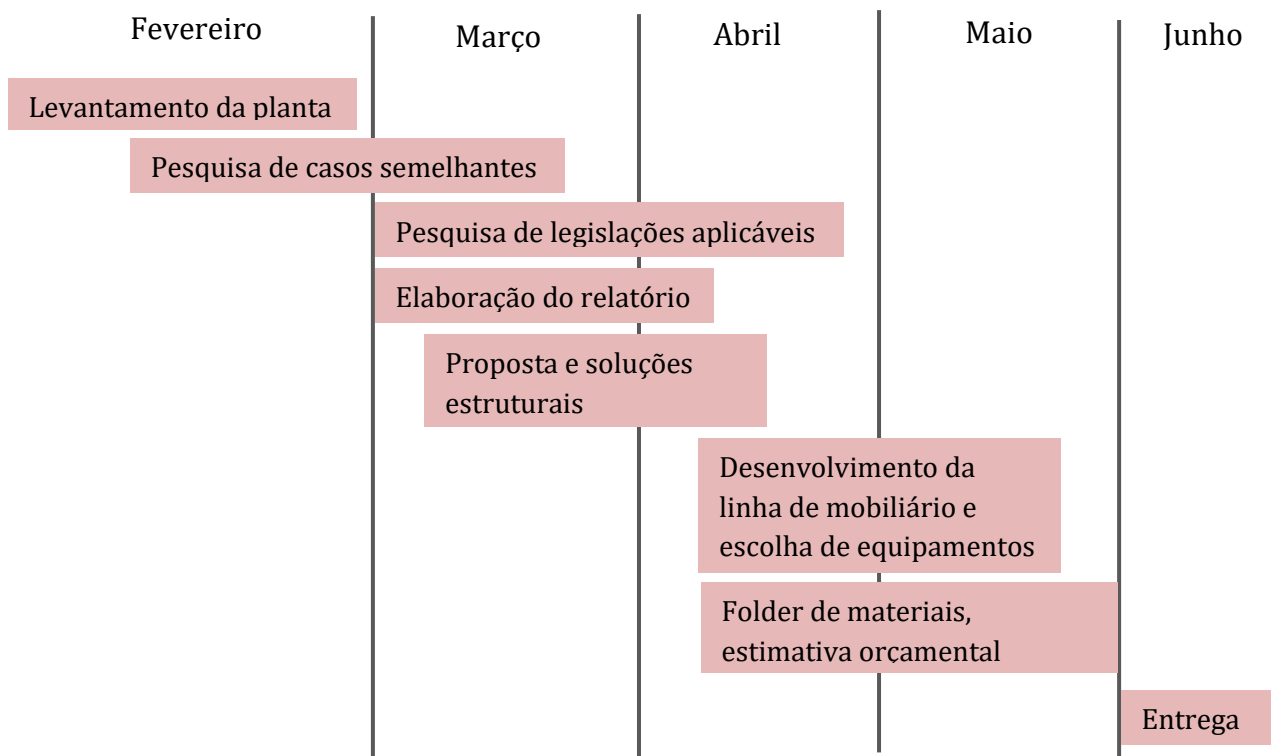 Fevereiro
Março
Abril
Maio
Junho
Levantamento da planta
Pesquisa de casos semelhantes
Pesquisa de legislações aplicáveis
Elaboração do relatório
Proposta e soluções
estruturais
Desenvolvimento da
linha de mobiliário e
escolha de equipamentos
Folder de materiais,
estimativa orçamental
Entrega